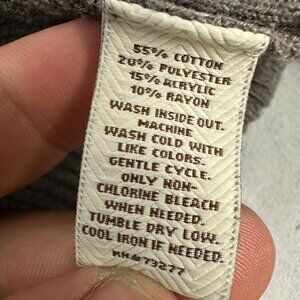 55% COTTON
20% POLYESTER
15% ACRYLIC
10% RAYON
WASH INSIDE OUT.
MACHINE
WASH COLD WITH
LIKE COLORS.
GENTLE CYCLE.
ONLY NON-
CHLORINE BLEACH
WHEN NEEDED.
TUMBLE DRY LOW.
COOL IRON IF NEEDED.
RN#73277